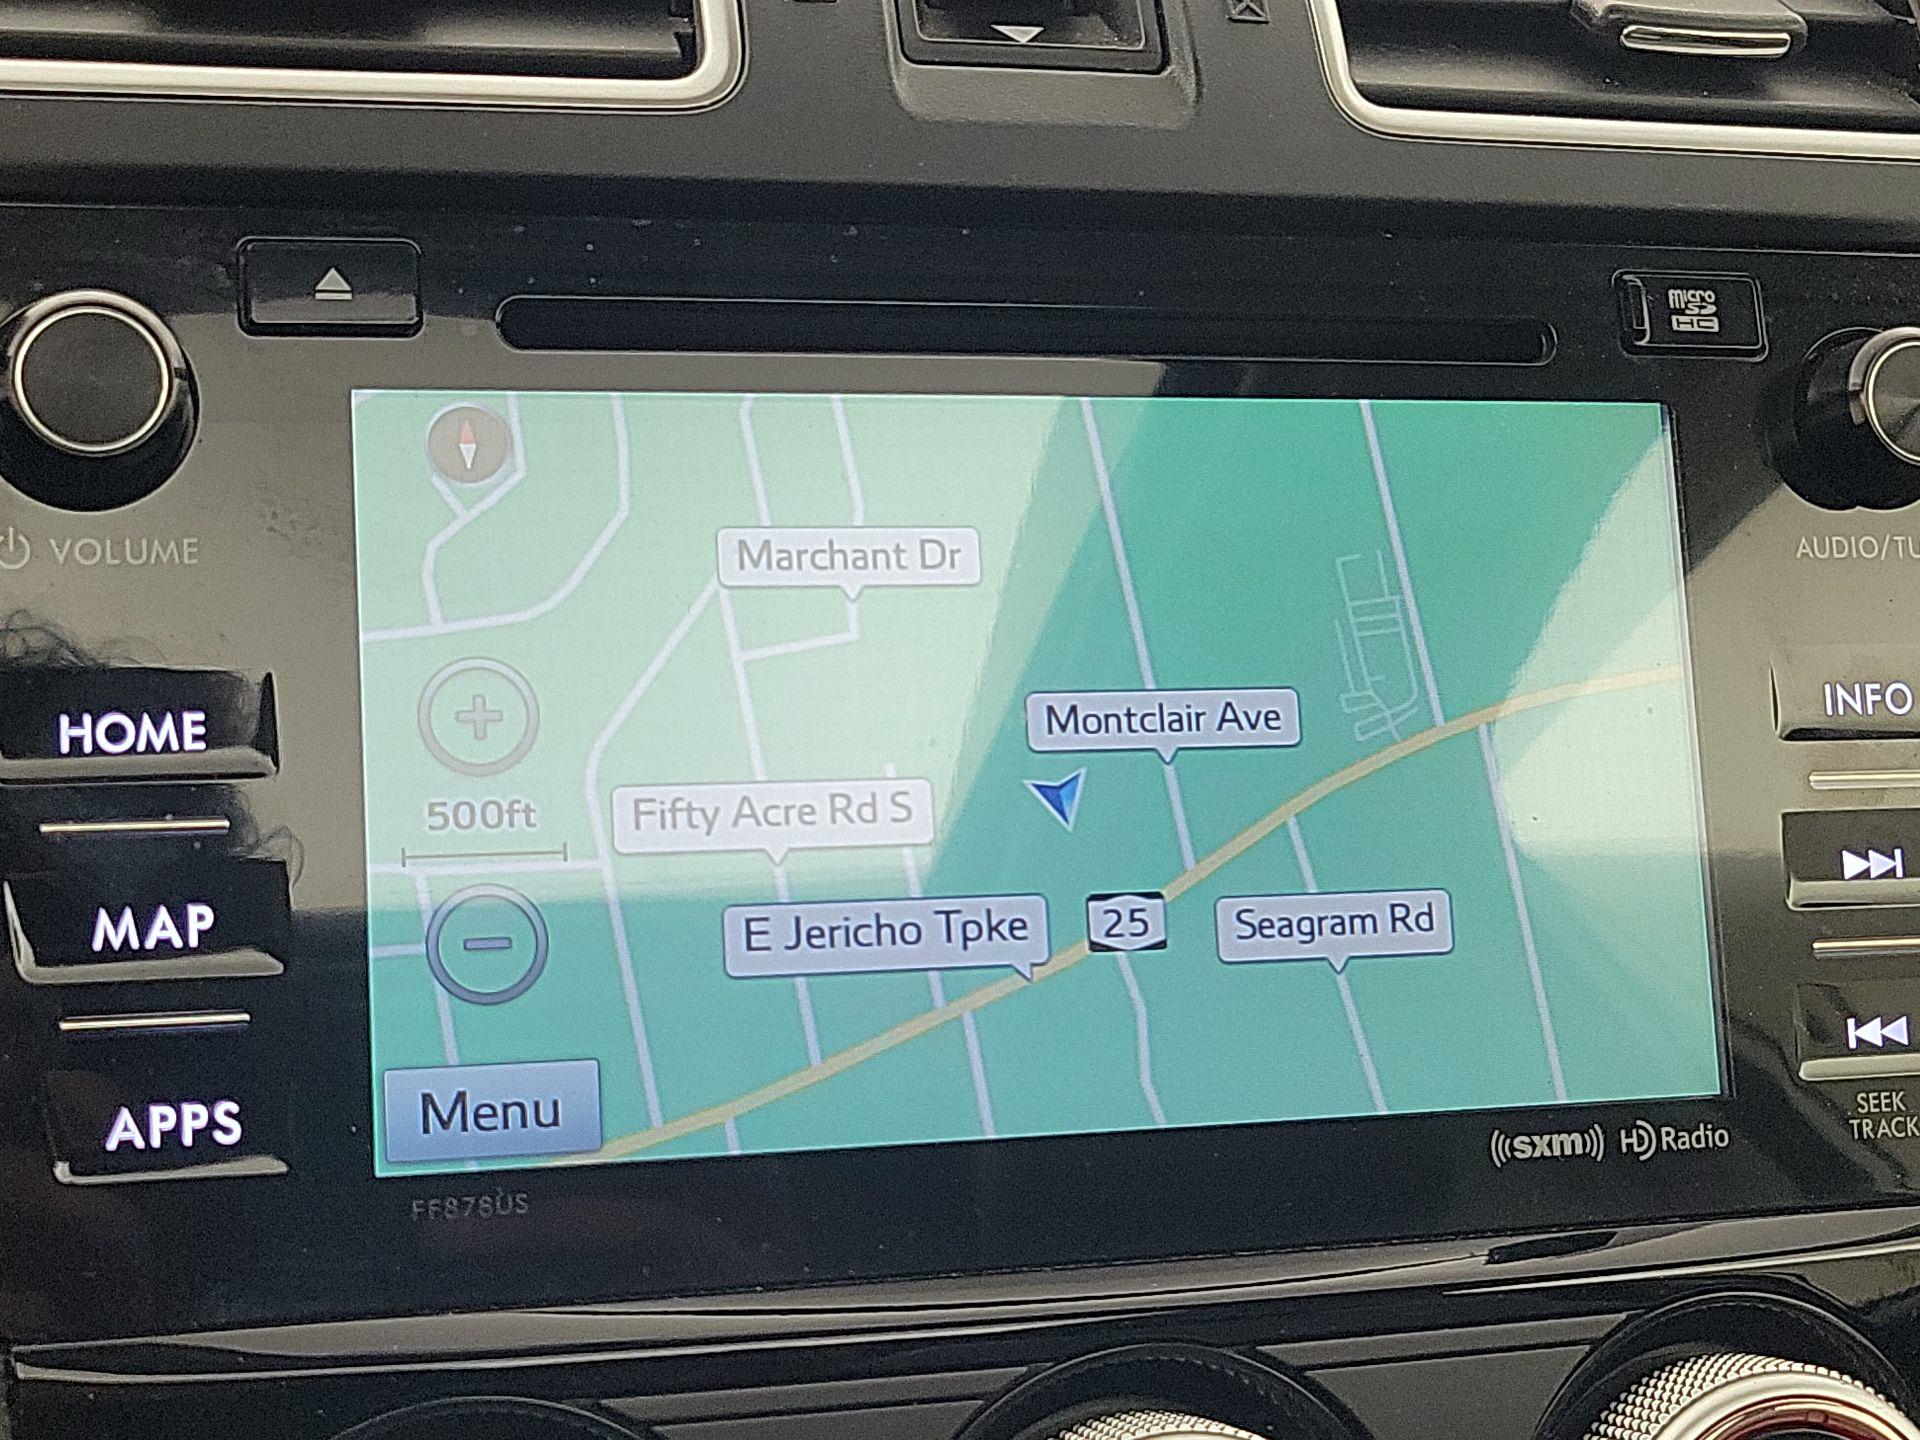 micro
SD
HC
VOLUME
AUDIO/TU
Marchant Dr
HOME
INFO
Montclair Ave
500ft
Fifty Acre Rd S
MAP
E Jericho Tpke
25
Seagram Rd
APPS
Menu
SEEK
TRACK
((( sxm ))) HD Radio
FF878US